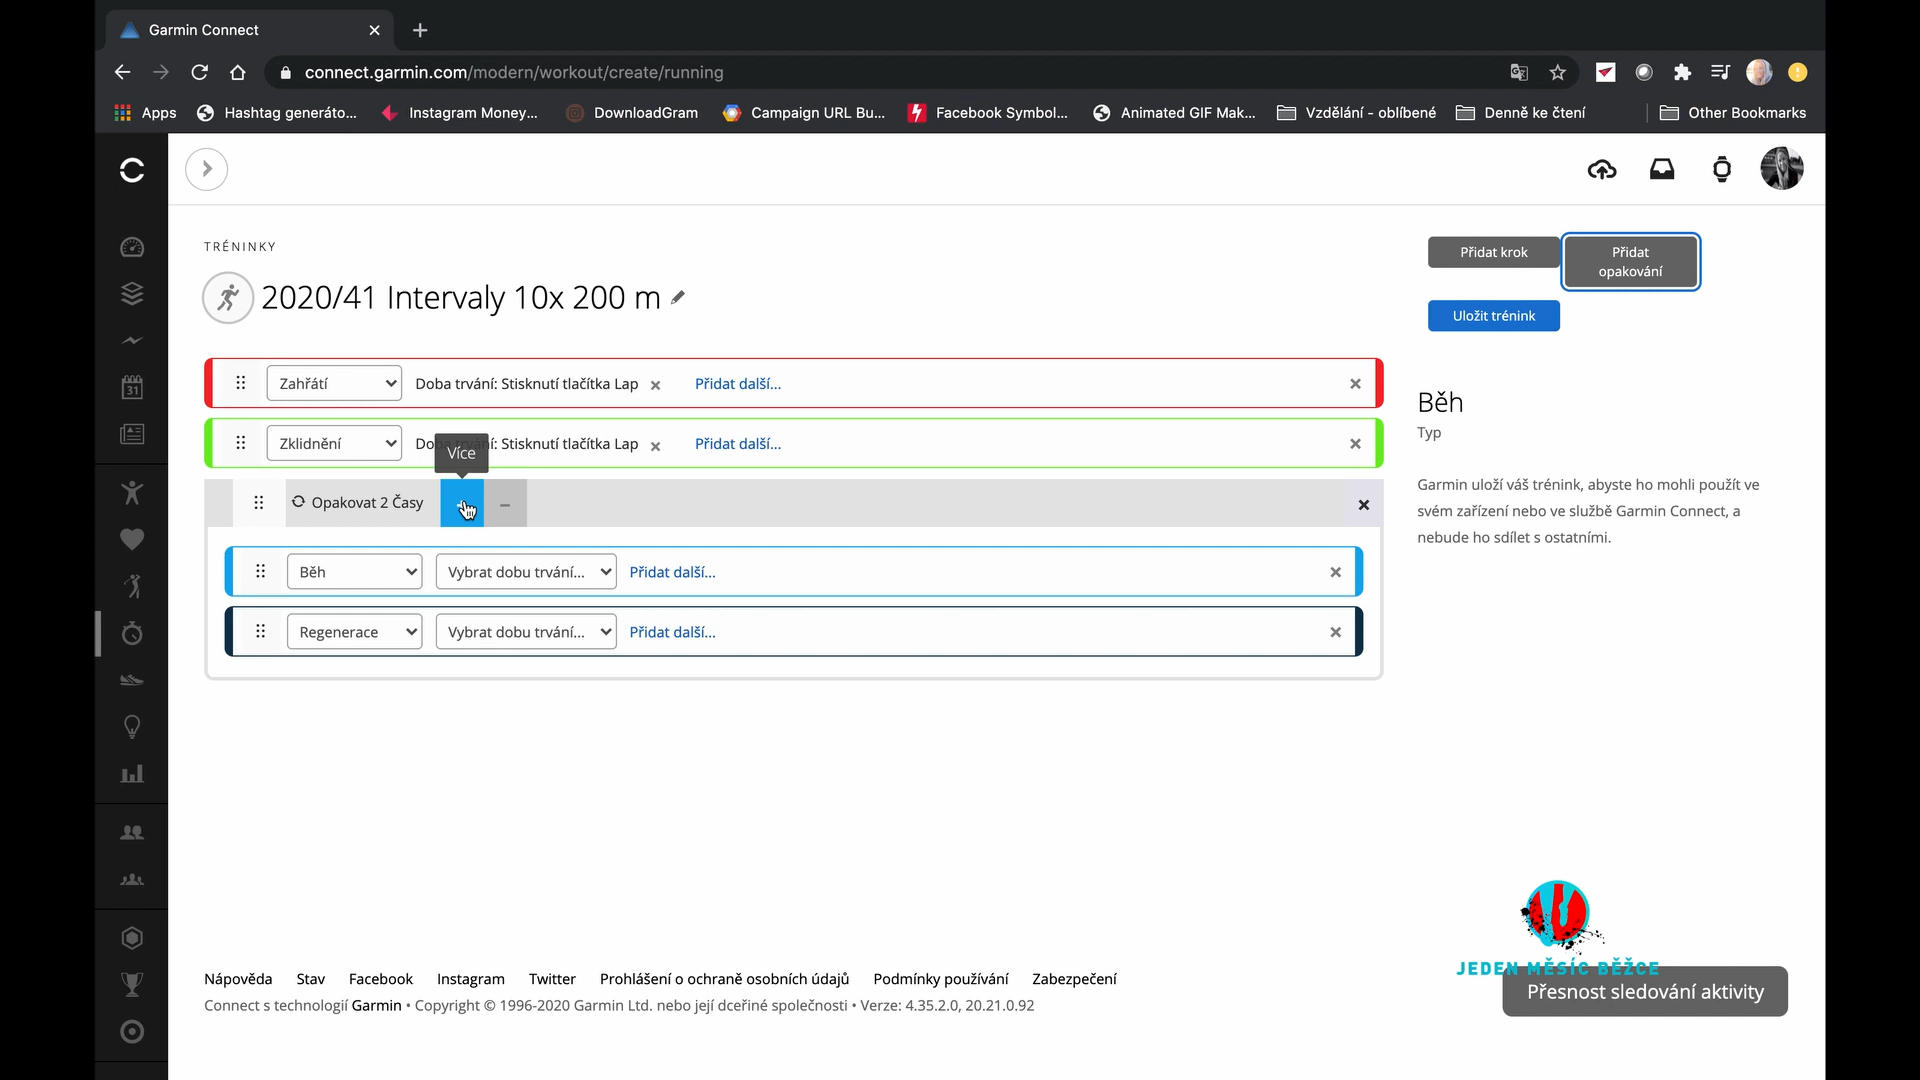 Garmin Connect
connect.garmin.com/modern/workout/create/running
Apps
Hashtag generáto...
Instagram Money...
DownloadGram
Campaign URL Bu...
Facebook Symbol...
Animated GIF Mak...
Vzdělání - oblíbené
Denně ke čtení
Other Bookmarks
TRÉNINKY
2020/41 Intervaly 10x 200 m
Přidat krok
Přidat
opakování
Uložit trénink
Zahřátí
Doba trvání: Stisknutí tlačítka Lap
Přidat další...
Zklidnění
Doba trvání: Stisknutí tlačítka Lap
Přidat další...
Více
Opakovat 2 Časy
Běh
Vybrat dobu trvání...
Přidat další...
Regenerace
Vybrat dobu trvání...
Přidat další...
Běh
Typ
Garmin uloží váš trénink, abyste ho mohli použít ve
svém zařízení nebo ve službě Garmin Connect, a
nebude ho sdílet s ostatními.
31
JEDEN MĚSÍC BĚŽCE
Přesnost sledování aktivity
Nápověda
Stav
Facebook
Instagram
Twitter
Prohlášení o ochraně osobních údajů
Podmínky používání
Zabezpečení
Connect s technologií Garmin • Copyright © 1996-2020 Garmin Ltd. nebo její dceřiné společnosti • Verze: 4.35.2.0, 20.21.0.92